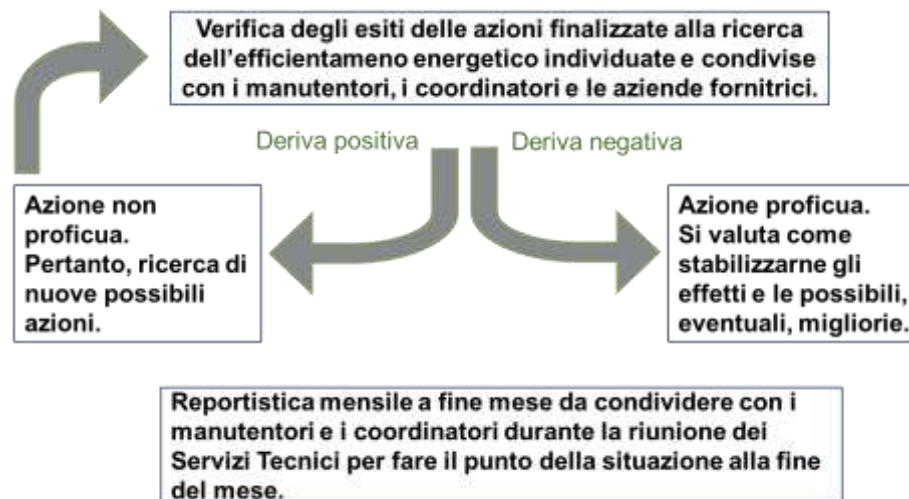 Verifica degli esiti delle azioni finalizzate alla ricerca
dell'efficientameno energetico individuate e condivise
con i manutentori, i coordinatori e le aziende fornitrici.
Deriva positiva
Deriva negativa
Azione non
proficua.
Pertanto, ricerca di
nuove possibili
azioni.
Azione proficua.
Si valuta come
stabilizzarne gli
effetti e le possibili,
eventuali, migliorie.
Reportistica mensile a fine mese da condividere con i
manutentori e i coordinatori durante la riunione dei
Servizi Tecnici per fare il punto della situazione alla fine
del mese.